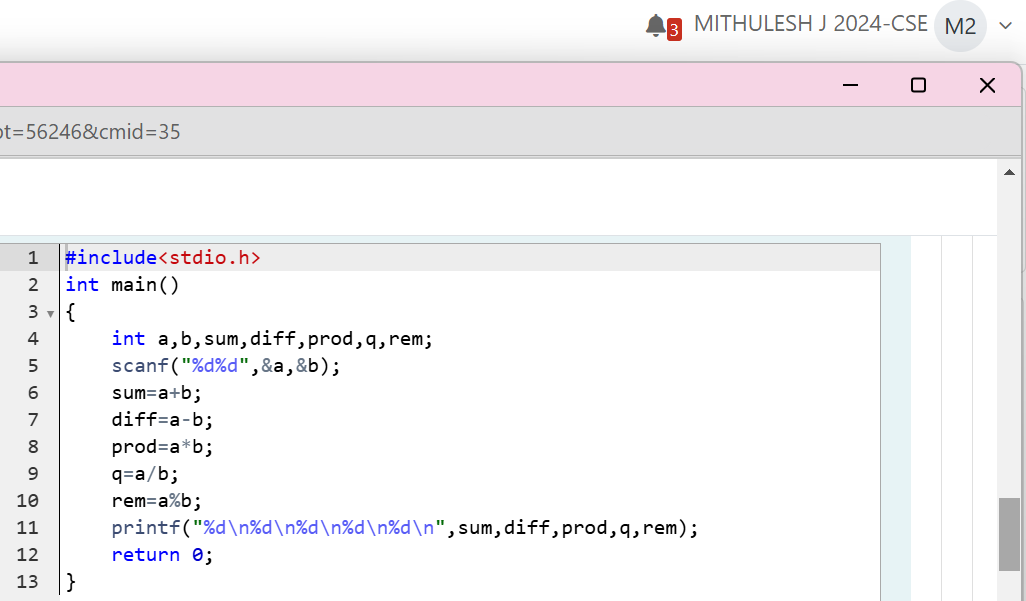 3 MITHULESH J 2024-CSE M2
pt=56246&cmid=35
1 #include<stdio.h>
2 int main()
3 {
4 int a,b,sum,diff,prod,q,rem;
5 scanf("%d%d",&a,&b);
6 sum=a+b;
7 diff=a-b;
8 prod=a*b;
9 q=a/b;
10 rem=a%b;
11 printf("%d\n%d\n%d\n%d\n%d\n",sum,diff,prod,q,rem);
12 return 0;
13 }